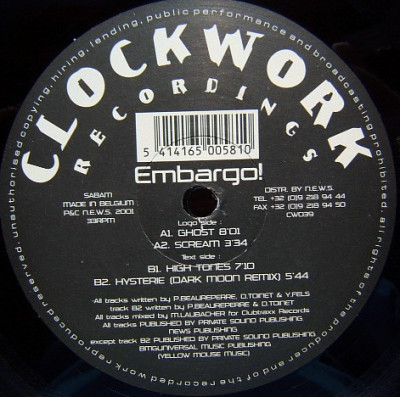 unauthorised copying, hiring, lending, public performance and broadcasting
CLOCKWORK
RECORDINGS
5 414165 005810
Embargo!
SABAM
MADE IN BELGIUM
P&C N.E.W.S. 2001
33RPM
DISTR. BY N.E.W.S.
TEL +32 (0)9 218 94 44
FAX +32 (0)9 218 94 50
CW039
Logo side :
A1. GHOST 8'01
A2. SCREAM 3'34
Text side :
B1. HIGH TONES 7'10
B2. HYSTERIE (DARK MOON REMIX) 5'44
All tracks written by P.BEAUREPERRE, D.TOINET & Y.FELS
track B2 written by P.BEAUREPERRE & D.TOINET
All tracks mixed by M.LAUBACHER for Clubtraxx Records
All tracks PUBLISHED BY PRIVATE SOUND PUBLISHING
NEWS PUBLISHING
except track B2 PUBLISHED BY PRIVATE SOUND PUBLISHING
BMGUNIVERSAL MUSIC PUBLISHING
(YELLOW MOUSE MUSIC)
all rights of the producer and of the owner of the recorded work reproduced